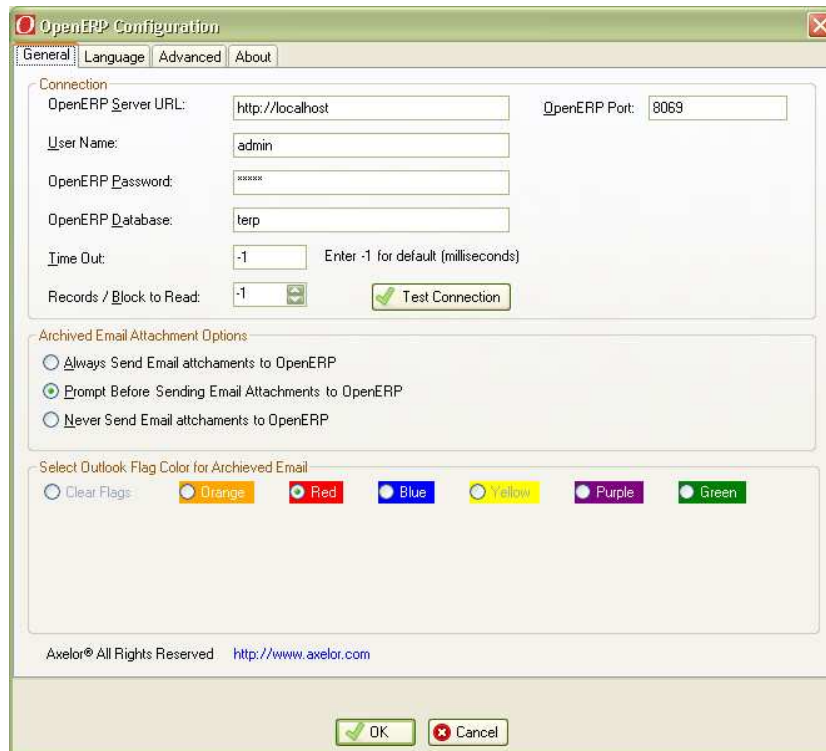 OpenERP Configuration
General Language Advanced About
Connection
OpenERP Server URL: http://localhost OpenERP Port: 8069
User Name: admin
OpenERP Password: *****
OpenERP Database: terp
Time Out: -1 Enter -1 for default (milliseconds)
Records / Block to Read: -1 Test Connection
Archived Email Attachment Options
Always Send Email attchaments to OpenERP
Prompt Before Sending Email Attachments to OpenERP
Never Send Email attchaments to OpenERP
Select Outlook Flag Color for Archieved Email
Clear Flags Orange Red Blue Yellow Purple Green
Axelor® All Rights Reserved http://www.axelor.com
OK Cancel